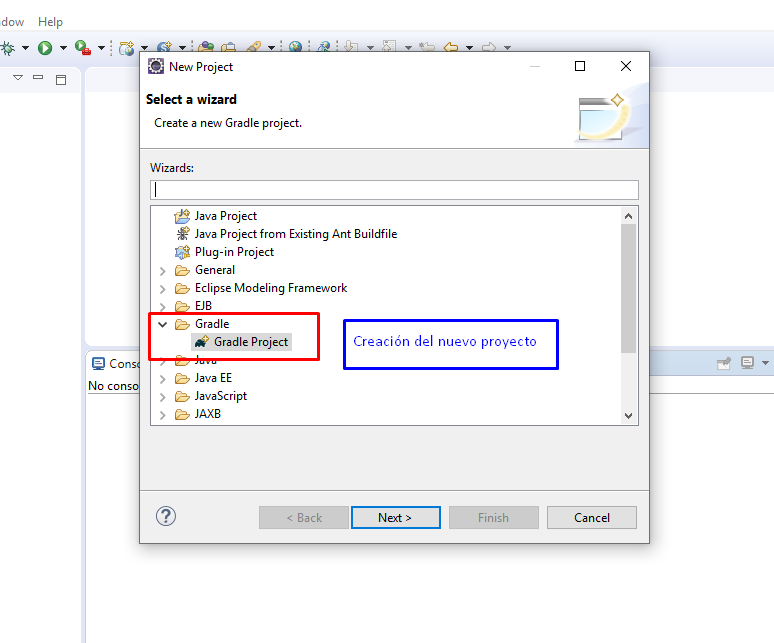 dow Help
New Project
Select a wizard
Create a new Gradle project.
Wizards:
Java Project
Java Project from Existing Ant Buildfile
Plug-in Project
General
Eclipse Modeling Framework
EJB
Gradle
Gradle Project
Creación del nuevo proyecto
Java
Java EE
JavaScript
JAXB
Conso
No conso
? < Back Next > Finish Cancel